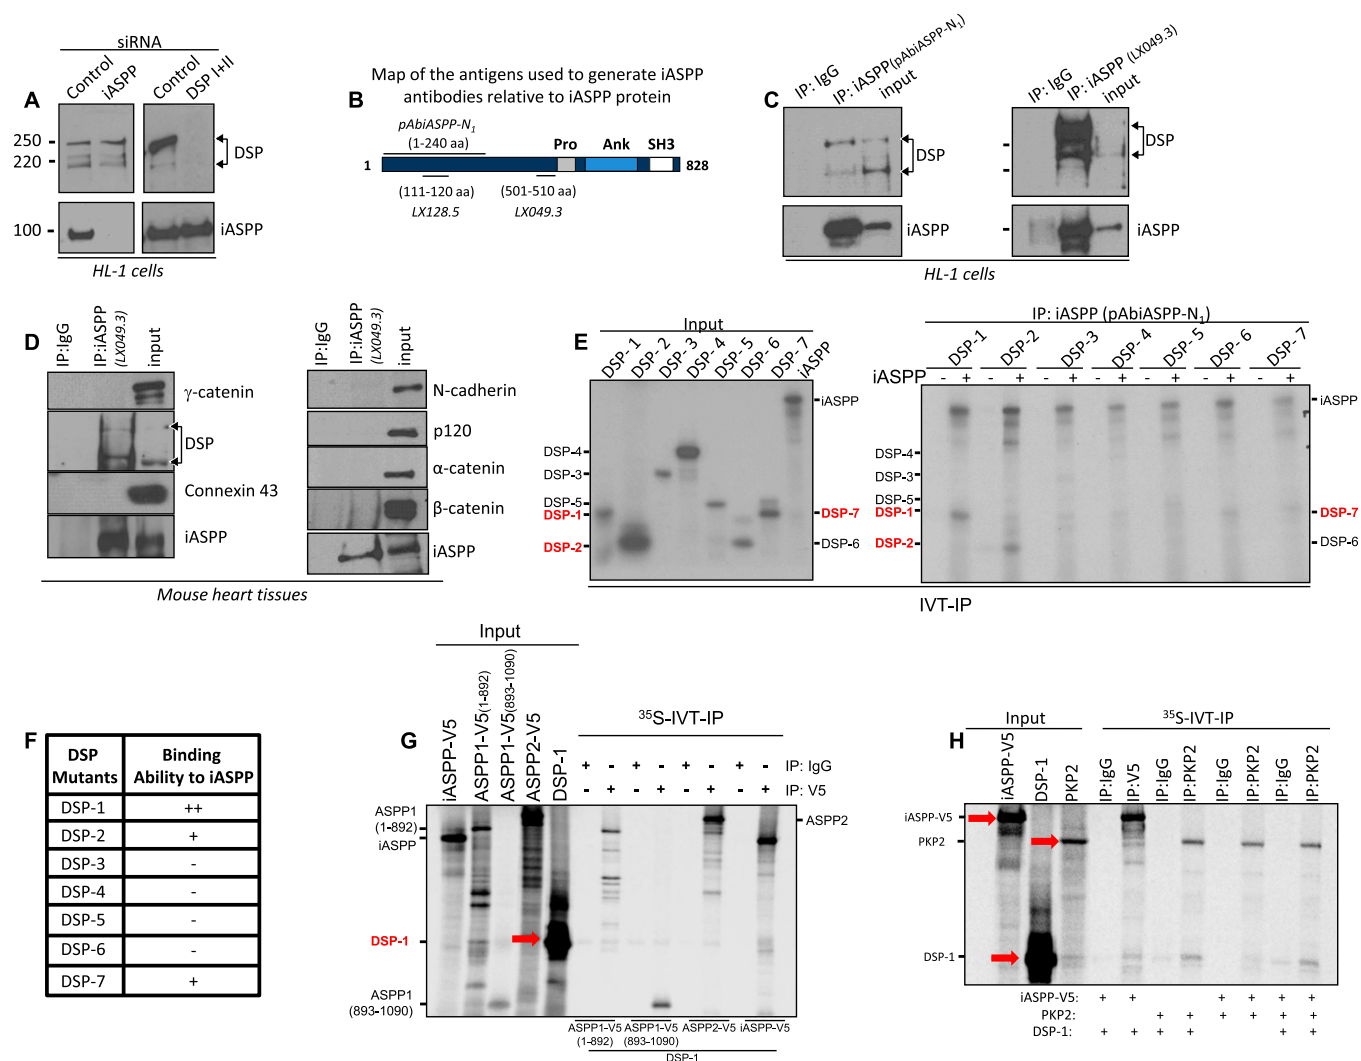 A
siRNA
Control
iASPP
Control
DSP I+II
250
220
DSP
100
iASPP
HL-1 cells
B
Map of the antigens used to generate iASPP
antibodies relative to iASPP protein
pAbiASPP-N1
(1-240 aa)
Pro
Ank
SH3
1
828
(111-120 aa)
(501-510 aa)
LX128.5
LX049.3
C
IP: IgG
IP: iASPP(pAbiASPP-N1)
input
DSP
iASPP
IP: IgG
IP: iASPP (LX049.3)
input
DSP
iASPP
HL-1 cells
D
IP:IgG
IP:iASPP
(LX049.3)
input
γ-catenin
DSP
Connexin 43
iASPP
IP:IgG
IP:iASPP
(LX049.3)
input
N-cadherin
p120
α-catenin
β-catenin
iASPP
Mouse heart tissues
E
Input
DSP- 1
DSP- 2
DSP- 3
DSP- 4
DSP- 5
DSP- 6
DSP- 7
iASPP
DSP-4
DSP-3
DSP-5
DSP-1
DSP-2
iASPP
DSP-7
DSP-6
IP: iASPP (pAbiASPP-N1)
DSP-1
DSP-2
DSP-3
DSP- 4
DSP- 5
DSP- 6
DSP- 7
iASPP - + - + - + - + - + - + - +
DSP-4
DSP-3
DSP-5
DSP-1
DSP-2
iASPP
DSP-7
DSP-6
IVT-IP
F
DSP Mutants
Binding Ability to iASPP
DSP-1 ++
DSP-2 +
DSP-3 -
DSP-4 -
DSP-5 -
DSP-6 -
DSP-7 +
G
Input
iASPP-V5
ASPP1-V5(1-892)
ASPP1-V5(893-1090)
ASPP2-V5
DSP-1
35S-IVT-IP
+ - + - + - + - IP: IgG
- + - + - + - + IP: V5
ASPP1
(1-892)
iASPP
DSP-1
ASPP1
(893-1090)
ASPP2
ASPP1-V5
(1-892)
ASPP1-V5
(893-1090)
ASPP2-V5
iASPP-V5
DSP-1
H
Input
iASPP-V5
DSP-1
PKP2
35S-IVT-IP
IP:IgG
IP:V5
IP:IgG
IP:PKP2
IP:IgG
IP:PKP2
IP:IgG
IP:PKP2
iASPP-V5
PKP2
DSP-1
iASPP-V5: + + + + + +
PKP2: + + + + + +
DSP-1: + + + + + +